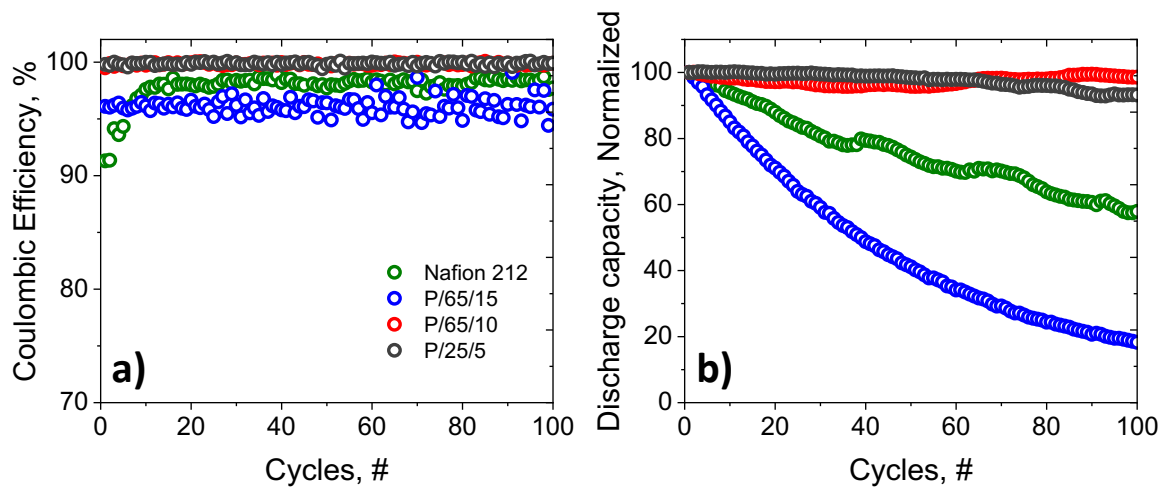 Coulombic Efficiency, %
100
90
80
70
0
20
40
60
80
100
Cycles, #
Nafion 212
P/65/15
P/65/10
P/25/5
a)
Discharge capacity, Normalized
100
80
60
40
20
0
0
20
40
60
80
100
Cycles, #
b)